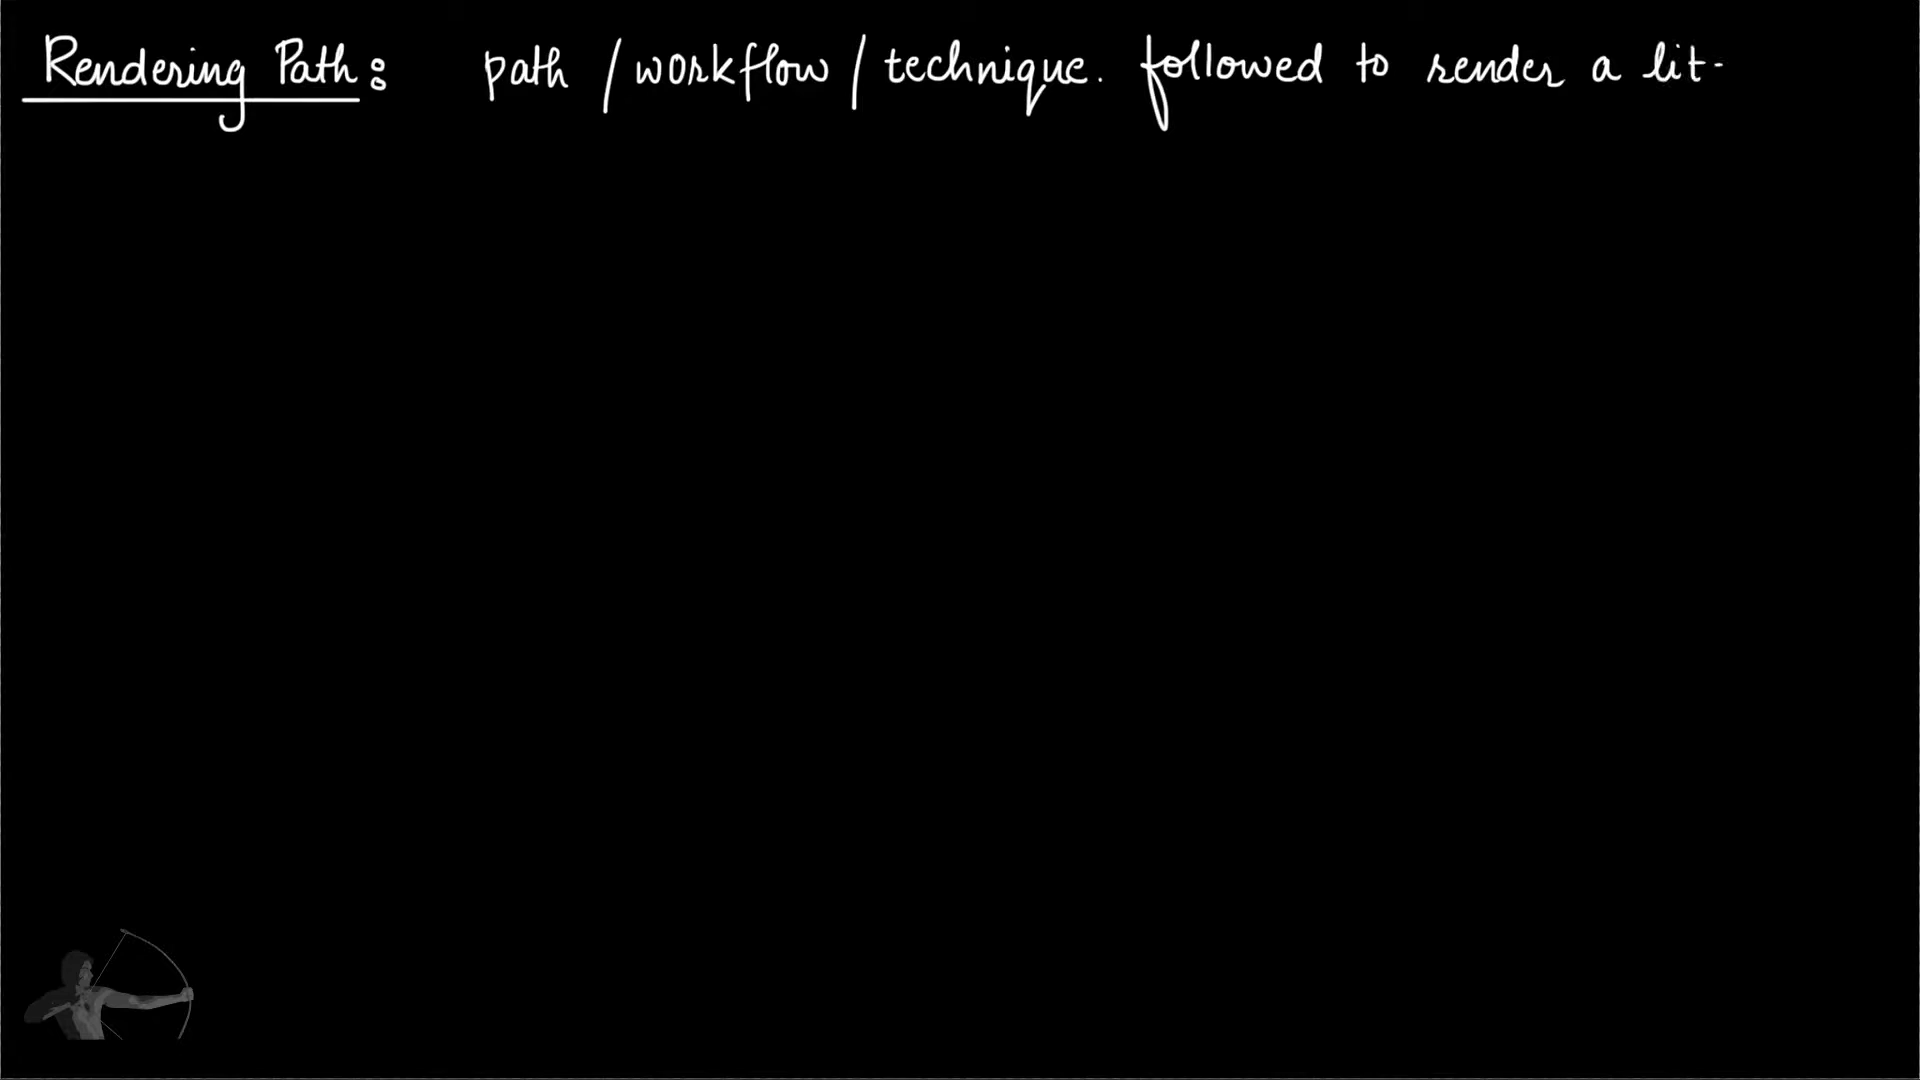 Rendering Path: path / workflow / technique. followed to render a lit-